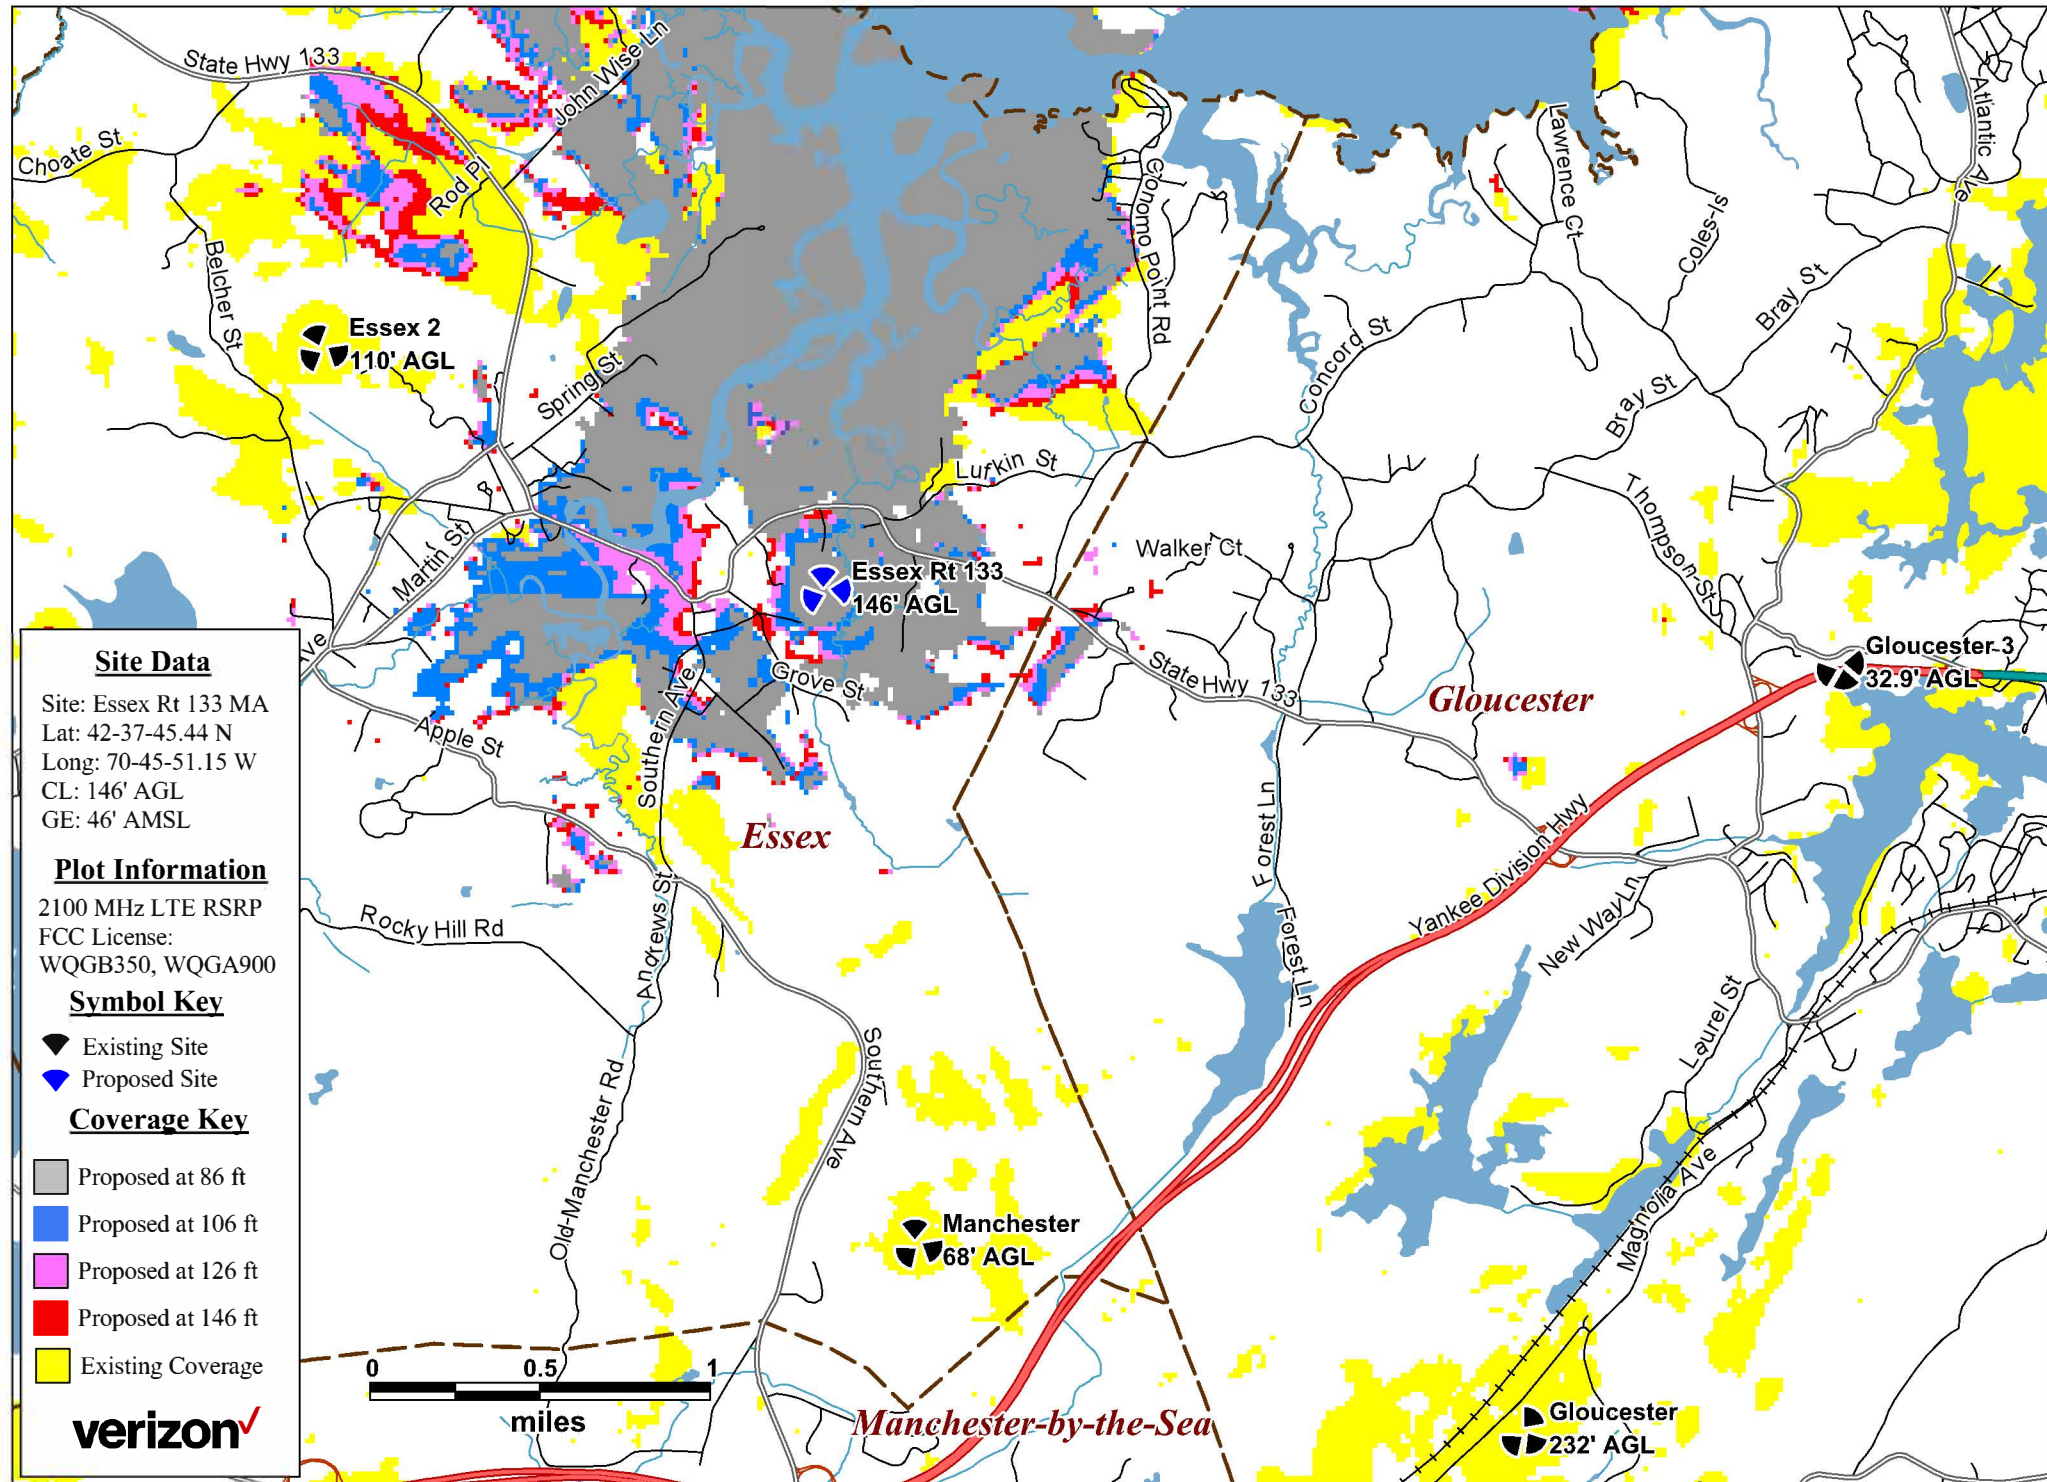 State Hwy 133
John Wise Ln
Choate St
Rod Pl
Belcher St
Essex 2
110' AGL
Spring St
Conomo Point Rd
Lawrence Ct
Atlantic Ave
Coles-Is
Bray St
Concord St
Bray St
Lufkin St
Thompson-St
Martin St
Walker Ct
Essex Rt 133
146' AGL
Ave
Grove St
State Hwy 133
Gloucester
Gloucester 3
32.9' AGL
Apple St
Southern Ave
Essex
Forest Ln
Yankee Division Hwy
New Way Ln
Rocky Hill Rd
Andrews St
Forest Ln
Laurel St
Southern Ave
Old-Manchester Rd
Magnolia Ave
Manchester
68' AGL
Manchester-by-the-Sea
Gloucester
232' AGL
0 0.5 1
miles
Site Data
Site: Essex Rt 133 MA
Lat: 42-37-45.44 N
Long: 70-45-51.15 W
CL: 146' AGL
GE: 46' AMSL
Plot Information
2100 MHz LTE RSRP
FCC License:
WQGB350, WQGA900
Symbol Key
Existing Site
Proposed Site
Coverage Key
Proposed at 86 ft
Proposed at 106 ft
Proposed at 126 ft
Proposed at 146 ft
Existing Coverage
verizon